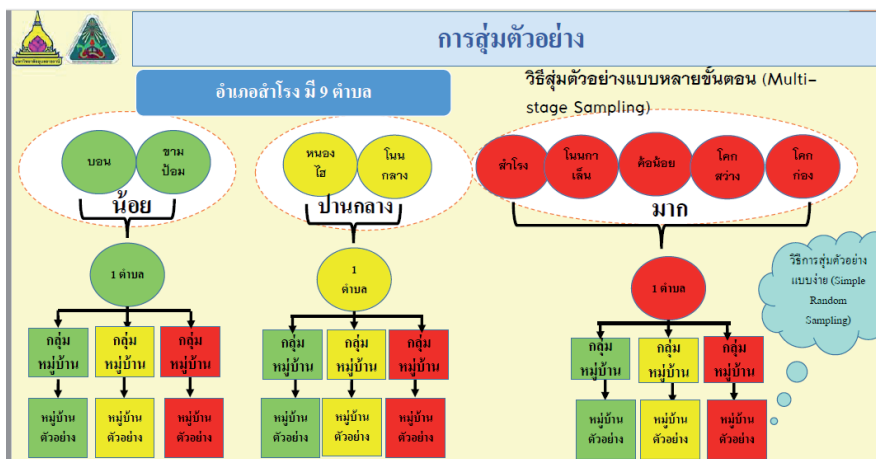 การสุ่มตัวอย่าง
อำเภอสำโรง มี 9 ตำบล
วิธีสุ่มตัวอย่างแบบหลายขั้นตอน (Multi-
stage Sampling)
บอน
ขาม
ป้อม
หนอง
ไฮ
โนน
กลาง
สำโรง
โนนกา
เล็น
ค้อน้อย
โคก
สว่าง
โคก
ก่อง
น้อย
ปานกลาง
มาก
1 ตำบล
1
ตำบล
1 ตำบล
วิธีการสุ่มตัวอย่าง
แบบง่าย (Simple
Random
Sampling)
กลุ่ม
หมู่บ้าน
กลุ่ม
หมู่บ้าน
กลุ่ม
หมู่บ้าน
กลุ่ม
หมู่บ้าน
กลุ่ม
หมู่บ้าน
กลุ่ม
หมู่บ้าน
กลุ่ม
หมู่บ้าน
กลุ่ม
หมู่บ้าน
กลุ่ม
หมู่บ้าน
หมู่บ้าน
ตัวอย่าง
หมู่บ้าน
ตัวอย่าง
หมู่บ้าน
ตัวอย่าง
หมู่บ้าน
ตัวอย่าง
หมู่บ้าน
ตัวอย่าง
หมู่บ้าน
ตัวอย่าง
หมู่บ้าน
ตัวอย่าง
หมู่บ้าน
ตัวอย่าง
หมู่บ้าน
ตัวอย่าง